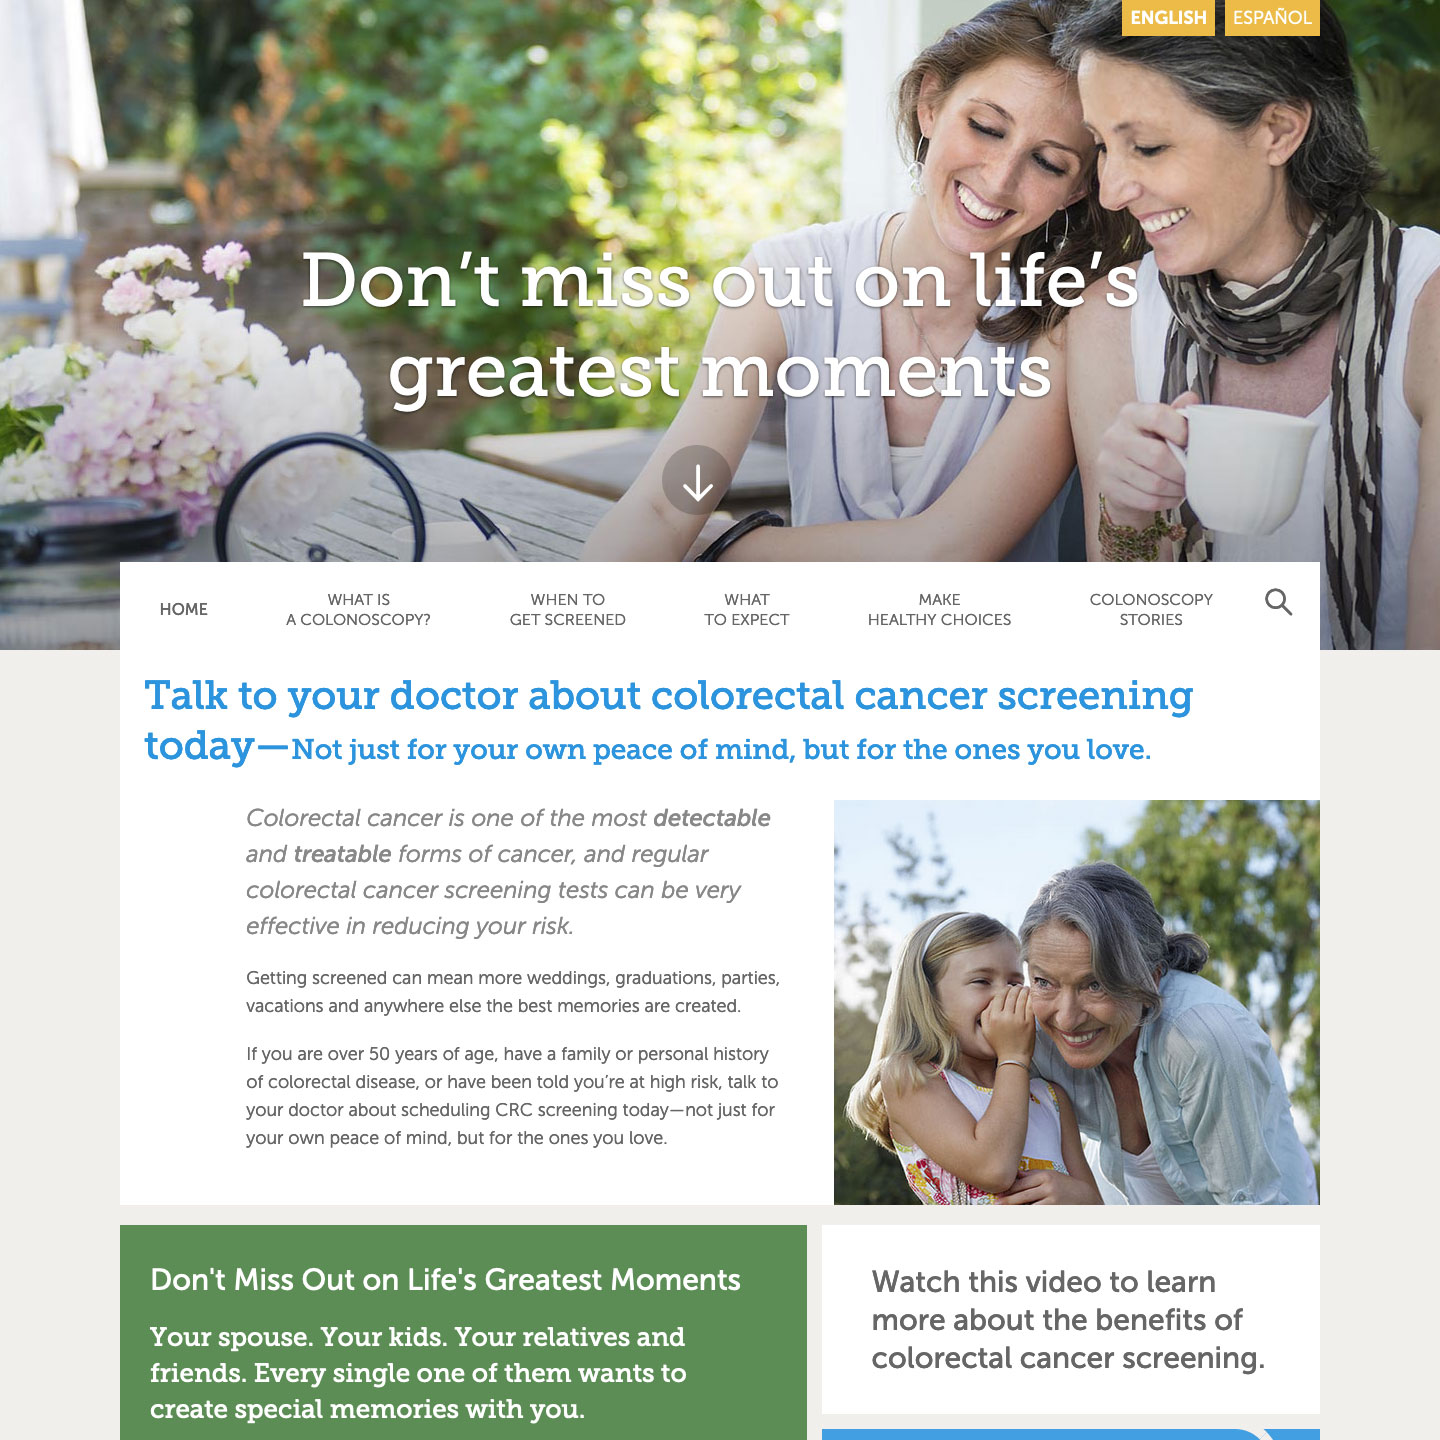 ENGLISH ESPAÑOL
Don’t miss out on life’s
greatest moments
HOME
WHAT IS
A COLONOSCOPY?
WHEN TO
GET SCREENED
WHAT
TO EXPECT
MAKE
HEALTHY CHOICES
COLONOSCOPY
STORIES
Talk to your doctor about colorectal cancer screening
today—Not just for your own peace of mind, but for the ones you love.
Colorectal cancer is one of the most detectable
and treatable forms of cancer, and regular
colorectal cancer screening tests can be very
effective in reducing your risk.
Getting screened can mean more weddings, graduations, parties,
vacations and anywhere else the best memories are created.
If you are over 50 years of age, have a family or personal history
of colorectal disease, or have been told you’re at high risk, talk to
your doctor about scheduling CRC screening today—not just for
your own peace of mind, but for the ones you love.
Don't Miss Out on Life's Greatest Moments
Your spouse. Your kids. Your relatives and
friends. Every single one of them wants to
create special memories with you.
Watch this video to learn
more about the benefits of
colorectal cancer screening.